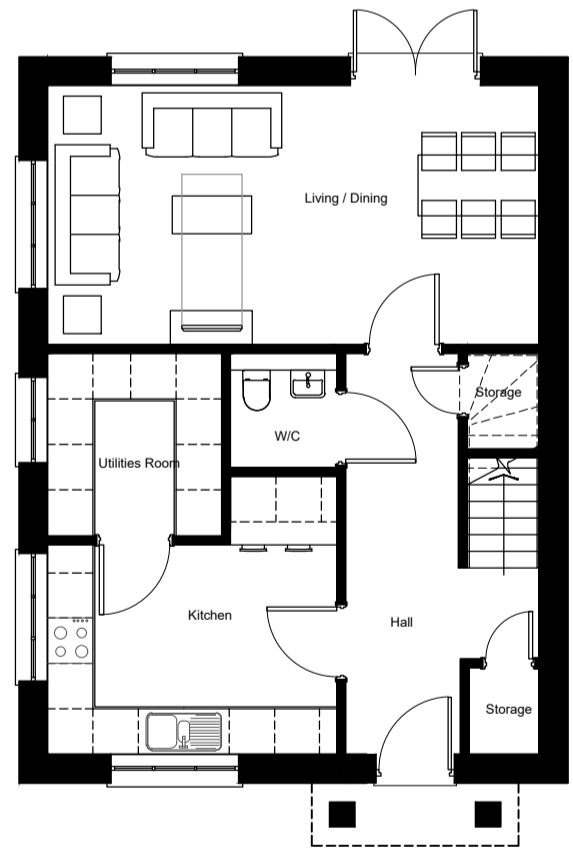 Living / Dining
Storage
W/C
Utilities Room
Kitchen
Hall
Storage